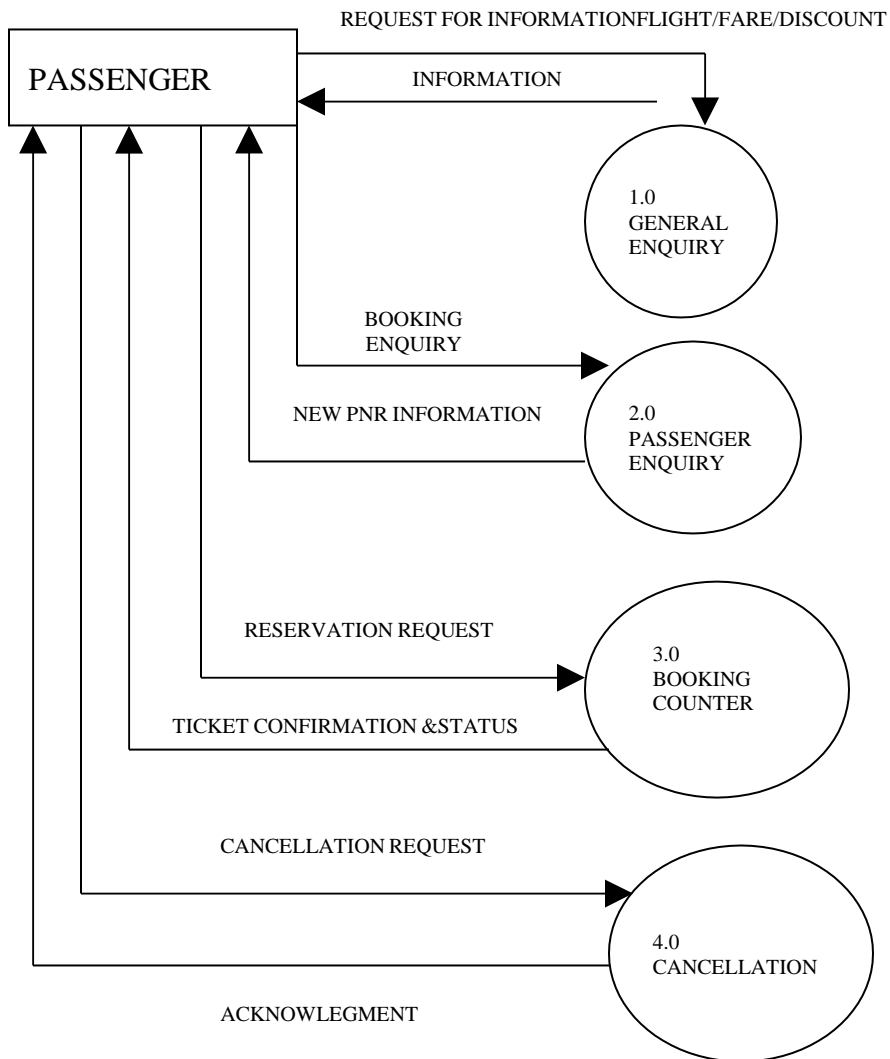 REQUEST FOR INFORMATIONFLIGHT/FARE/DISCOUNT
PASSENGER
INFORMATION
1.0
GENERAL
ENQUIRY
BOOKING
ENQUIRY
NEW PNR INFORMATION
2.0
PASSENGER
ENQUIRY
RESERVATION REQUEST
3.0
BOOKING
COUNTER
TICKET CONFIRMATION &STATUS
CANCELLATION REQUEST
4.0
CANCELLATION
ACKNOWLEGMENT